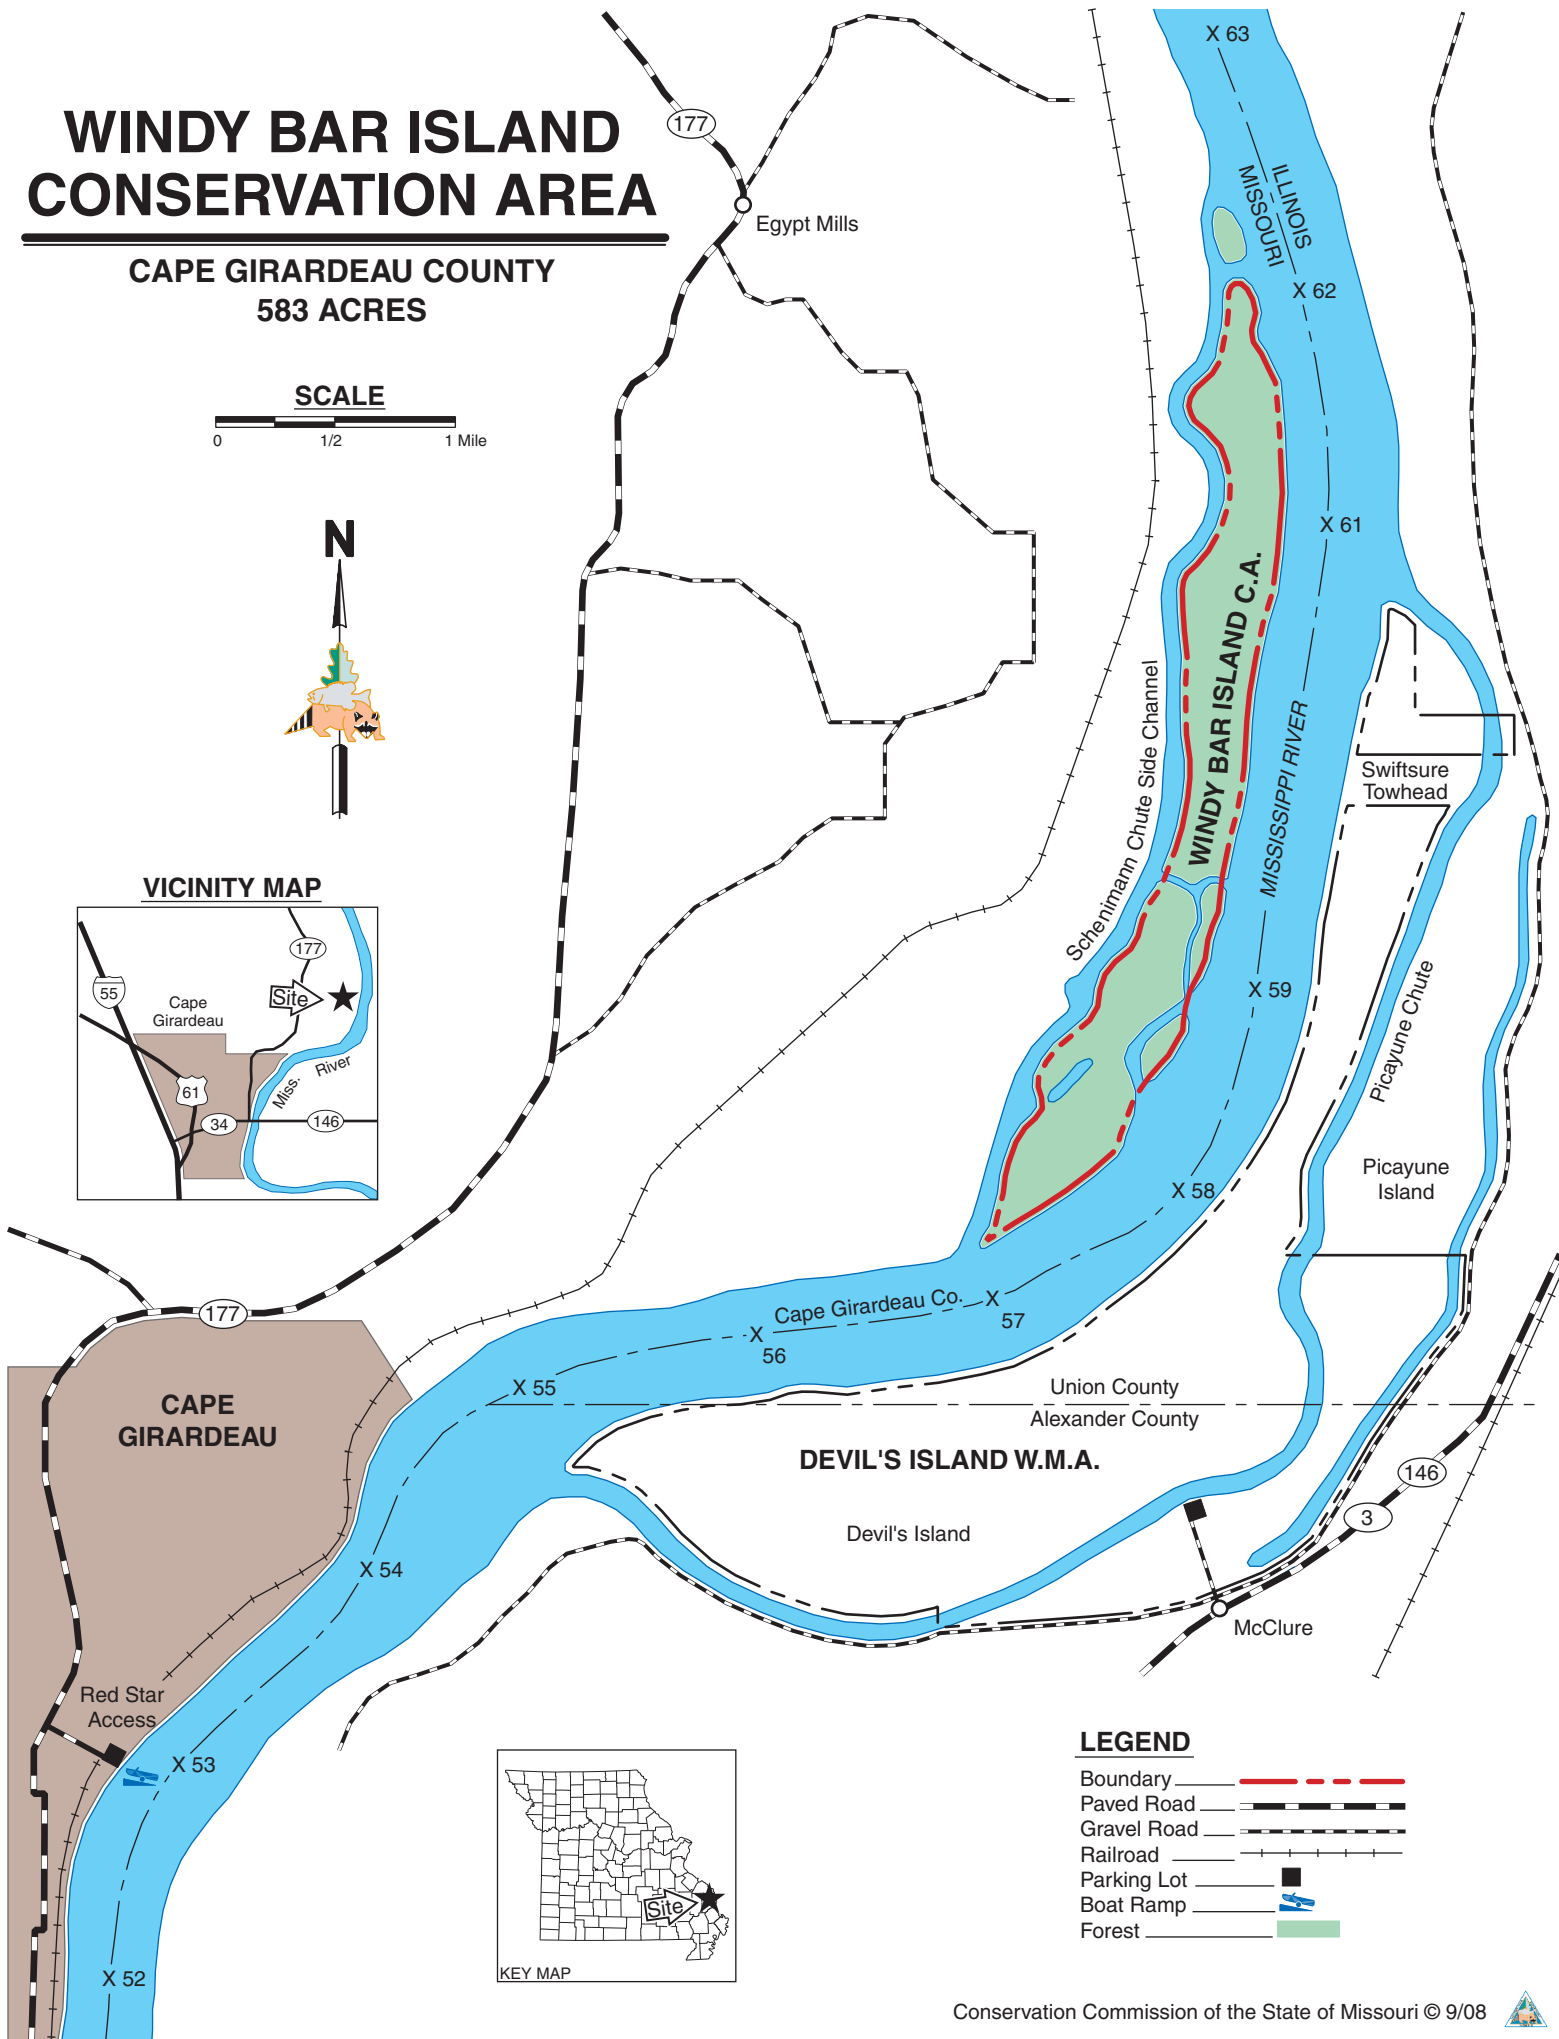 WINDY BAR ISLAND
CONSERVATION AREA
CAPE GIRARDEAU COUNTY
583 ACRES
SCALE
0 1/2 1 Mile
N
177
Egypt Mills
X 63
ILLINOIS
MISSOURI
X 62
X 61
WINDY BAR ISLAND C.A.
Schenimann Chute Side Channel
MISSISSIPPI RIVER
Swiftsure
Towhead
X 59
Picayune Chute
Picayune
Island
X 58
Cape Girardeau Co.
X
57
X
56
X 55
Union County
Alexander County
DEVIL'S ISLAND W.M.A.
Devil's Island
146
3
McClure
X 54
X 53
X 52
VICINITY MAP
177
55
Site
Cape
Girardeau
61
Miss. River
34
146
177
CAPE
GIRARDEAU
Red Star
Access
Site
KEY MAP
LEGEND
Boundary
Paved Road
Gravel Road
Railroad
Parking Lot
Boat Ramp
Forest
Conservation Commission of the State of Missouri © 9/08